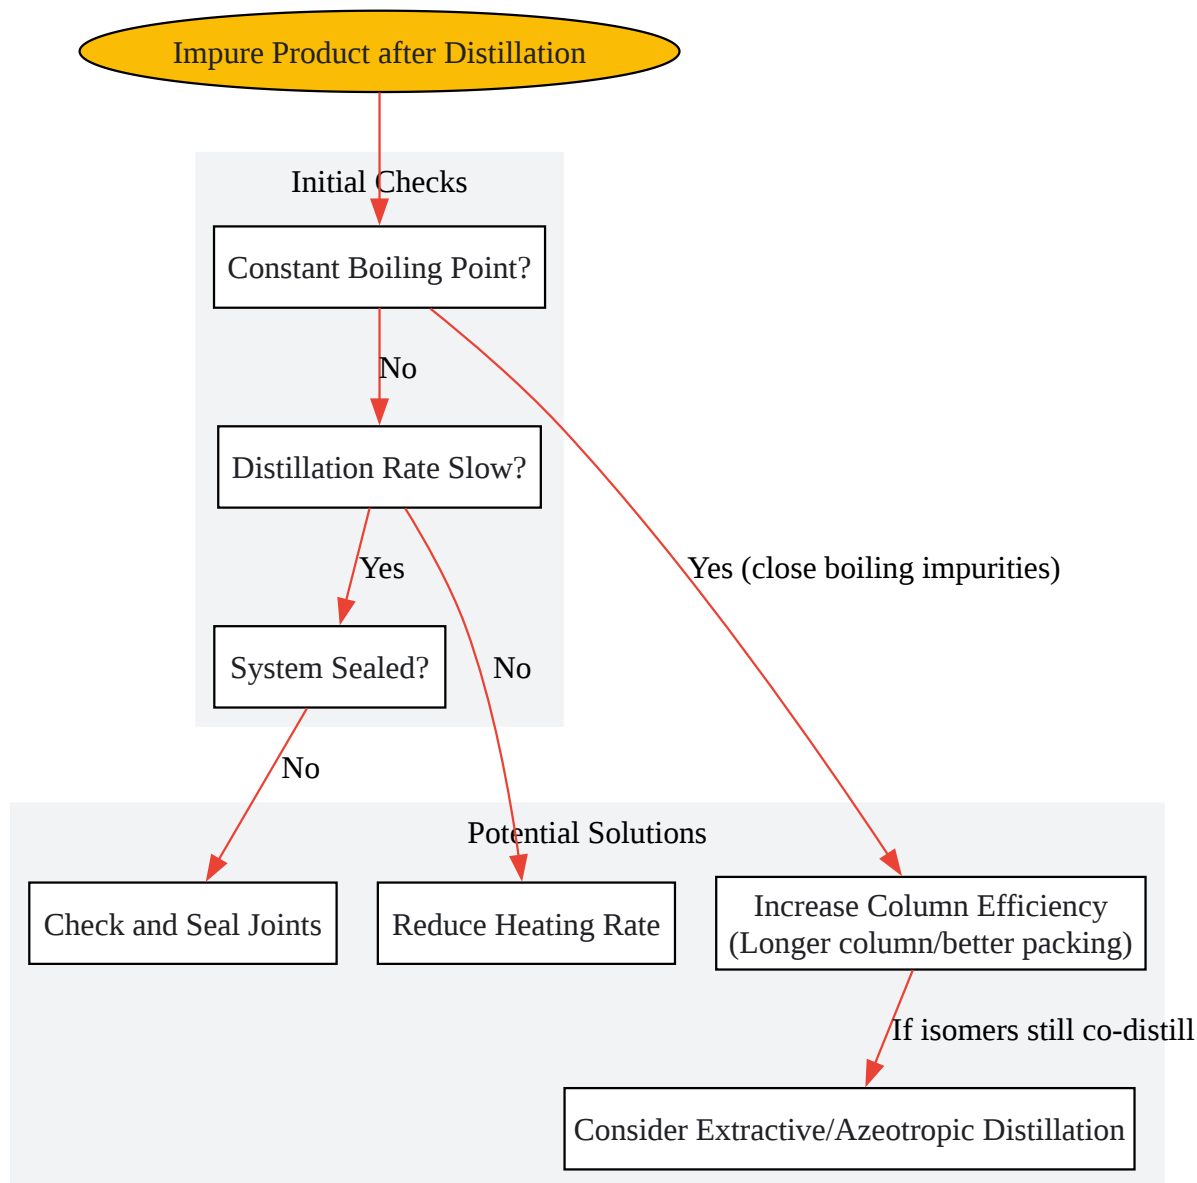 Impure Product after Distillation
Initial Checks
Constant Boiling Point?
No
Distillation Rate Slow?
Yes
Yes (close boiling impurities)
System Sealed?
No
No
Potential Solutions
Check and Seal Joints
Reduce Heating Rate
Increase Column Efficiency
(Longer column/better packing)
If isomers still co-distill
Consider Extractive/Azeotropic Distillation